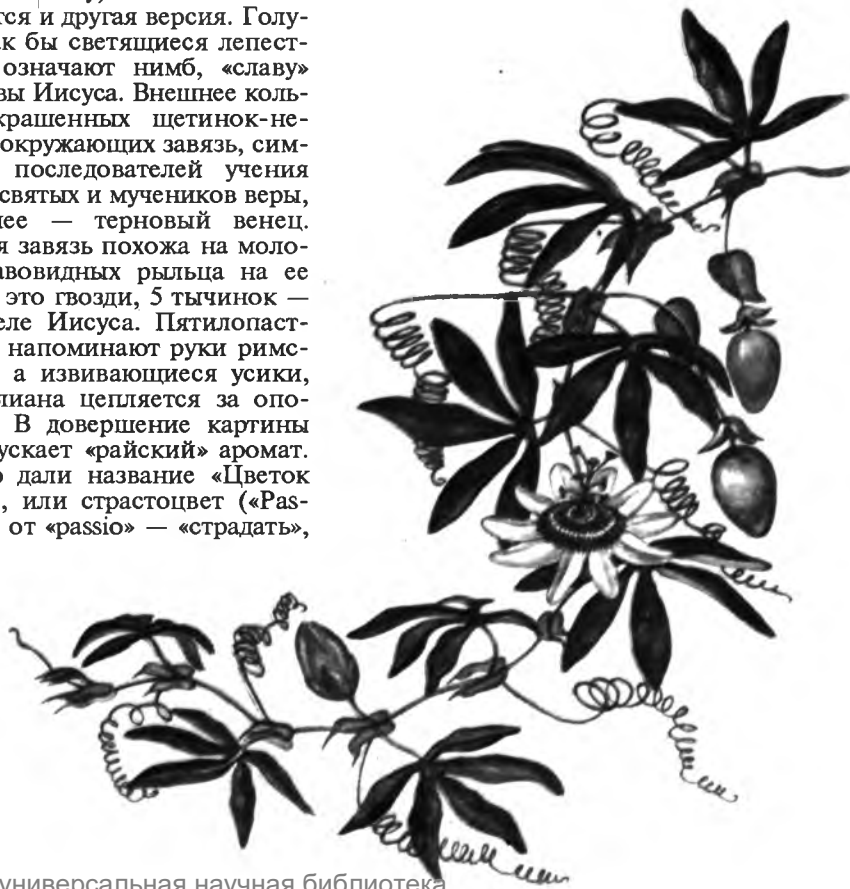 тся и другая версия. Голу-
ак бы светящиеся лепест-
означают нимб, «славу»
вы Иисуса. Внешнее коль-
крашенных щетинок-не-
окружающих завязь, сим-
последователей учения
святых и мучеников веры,
нее — терновый венец.
я завязь похожа на моло-
авовидных рыльца на ее
это гвозди, 5 тычинок —
еле Иисуса. Пятилопаст-
напоминают руки римс-
а извивающиеся усики,
лиана цепляется за опо-
В довершение картины
ускает «райский» аромат.
о дали название «Цветок
, или страстоцвет («Pas-
от «passio» — «страдать»,
универсальная научная библиотека